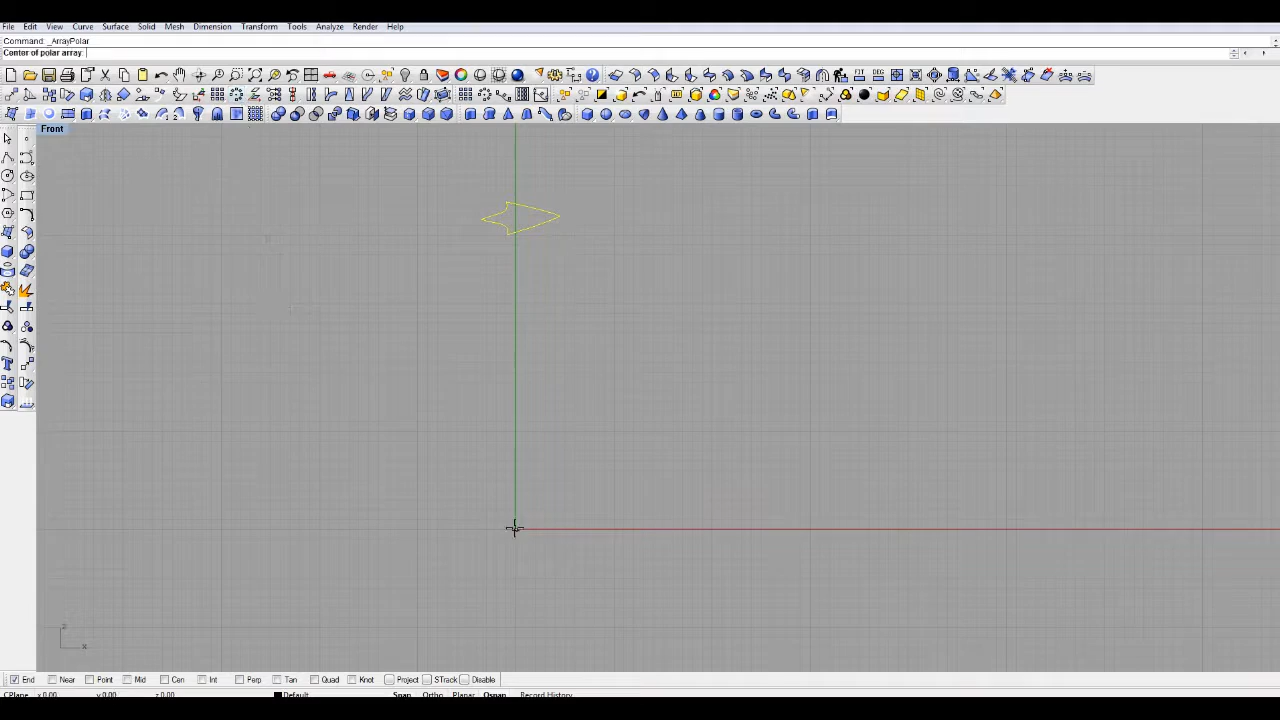 File Edit View Curve Surface Solid Mesh Dimension Transform Tools Analyze Render Help
Command: _ArrayPolar
Center of polar array:
Front
z
x
End Near Point Mid Cen Int Perp Tan Quad Knot Project STrack Disable
CPlane x 0.00 y 0.00 z 0.00 Default Snap Ortho Planar Osnap Record History